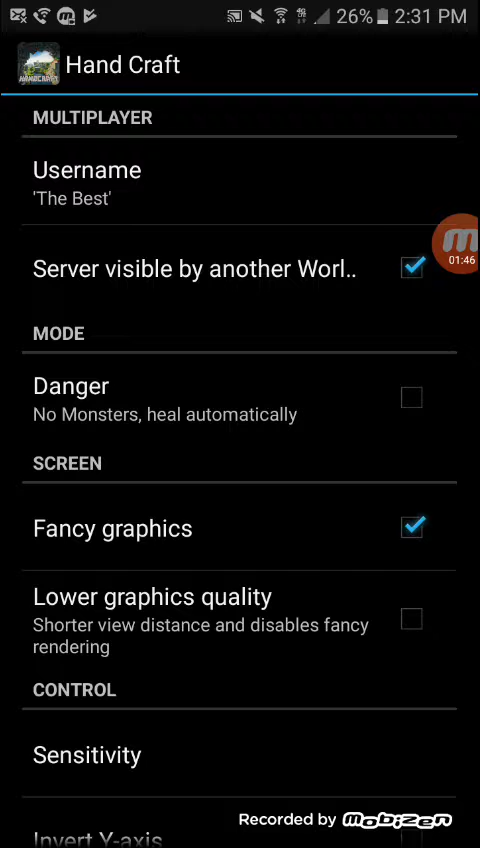 26% 2:31 PM
HANDCRAFT
Hand Craft
MULTIPLAYER
Username
'The Best'
Server visible by another Worl..
01:46
MODE
Danger
No Monsters, heal automatically
SCREEN
Fancy graphics
Lower graphics quality
Shorter view distance and disables fancy
rendering
CONTROL
Sensitivity
Recorded by Mobizen
Invert Y-axis